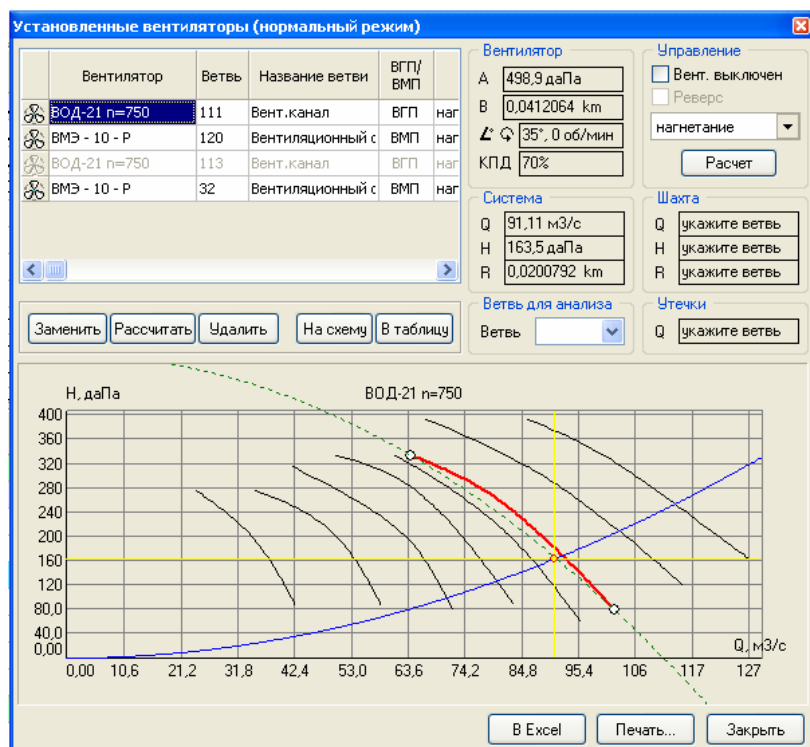 Установленные вентиляторы (нормальный режим)
Вентилятор Ветвь Название ветви ВГП/ВМП
ВОД-21 n=750 111 Вент.канал ВГП наг
ВМЭ - 10 - Р 120 Вентиляционный с ВМП наг
ВОД-21 n=750 113 Вент.канал ВГП наг
ВМЭ - 10 - Р 32 Вентиляционный с ВМП наг
Заменить Рассчитать Удалить На схему В таблицу
Вентилятор
A 498,9 даПа
B 0,0412064 km
35°, 0 об/мин
КПД 70%
Управление
Вент. выключен
Реверс
нагнетание
Расчет
Система
Q 91,11 м3/с
H 163,5 даПа
R 0,0200792 km
Шахта
Q укажите ветвь
H укажите ветвь
R укажите ветвь
Ветвь для анализа
Ветвь
Утечки
Q укажите ветвь
H, даПа
ВОД-21 n=750
400
360
320
280
240
200
160
120
80,0
40,0
0,00
Q, м3/с
0,00 10,6 21,2 31,8 42,4 53,0 63,6 74,2 84,8 95,4 106 117 127
В Excel Печать... Закрыть